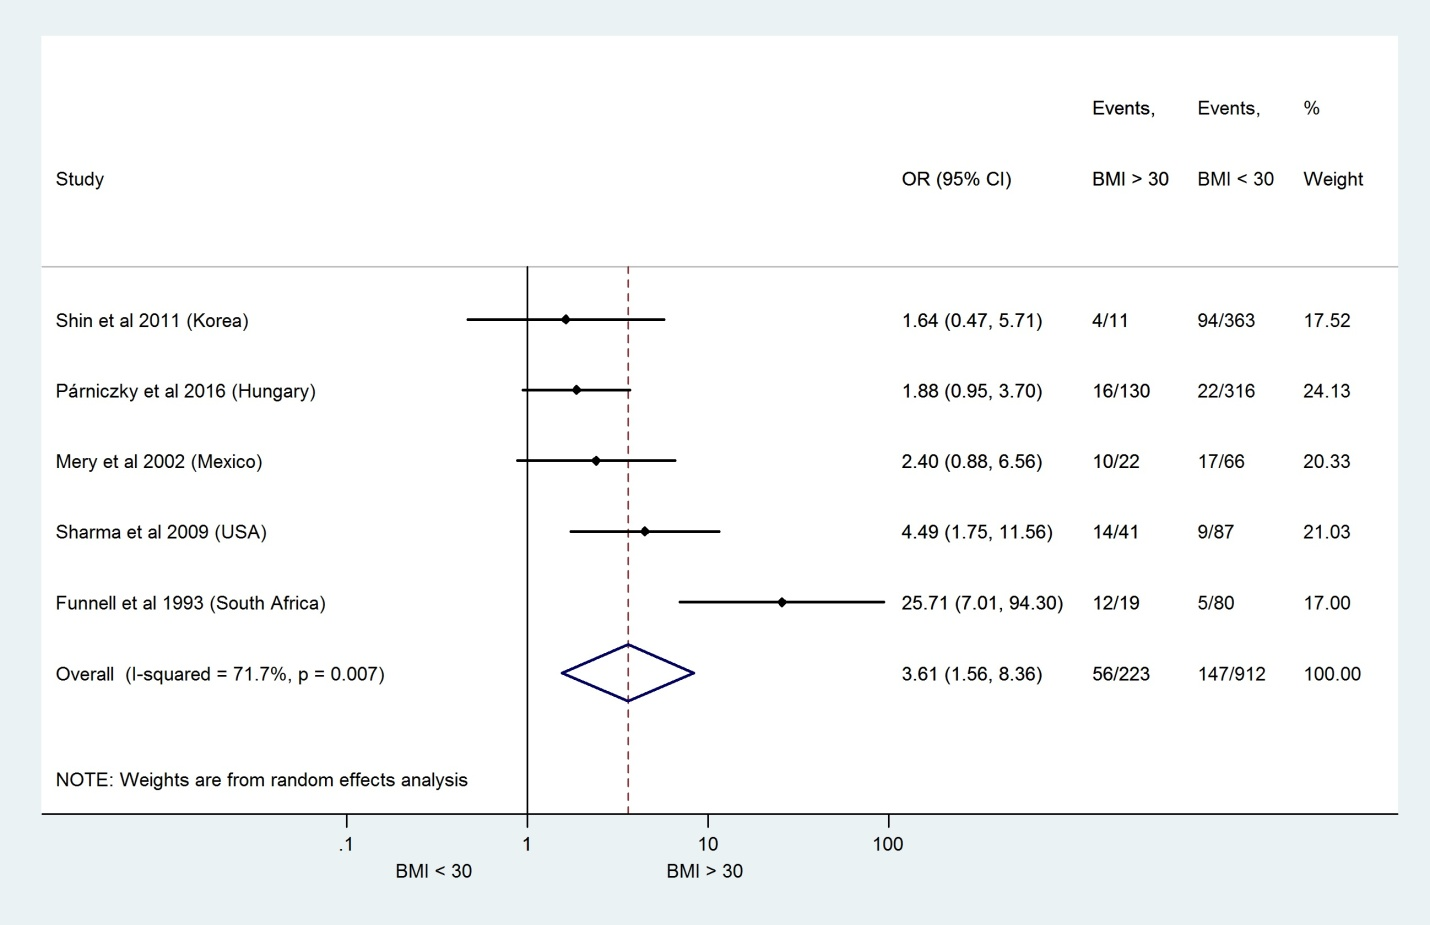 Events, Events, %
Study OR (95% CI) BMI > 30 BMI < 30 Weight
Shin et al 2011 (Korea) 1.64 (0.47, 5.71) 4/11 94/363 17.52
Párniczky et al 2016 (Hungary) 1.88 (0.95, 3.70) 16/130 22/316 24.13
Mery et al 2002 (Mexico) 2.40 (0.88, 6.56) 10/22 17/66 20.33
Sharma et al 2009 (USA) 4.49 (1.75, 11.56) 14/41 9/87 21.03
Funnell et al 1993 (South Africa) 25.71 (7.01, 94.30) 12/19 5/80 17.00
Overall (I-squared = 71.7%, p = 0.007) 3.61 (1.56, 8.36) 56/223 147/912 100.00
NOTE: Weights are from random effects analysis
.1 1 10 100
BMI < 30 BMI > 30